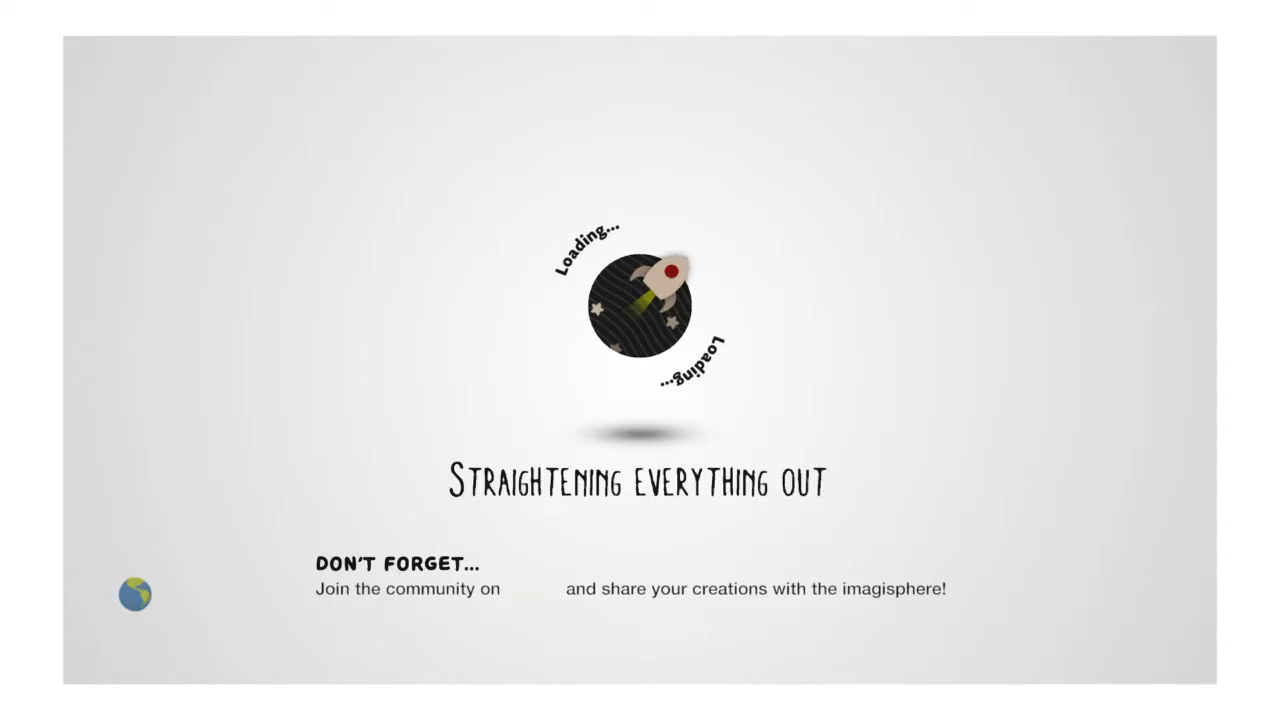 Loading...
Loading...
STRAIGHTENING EVERYTHING OUT
DON'T FORGET...
Join the community on and share your creations with the imagisphere!